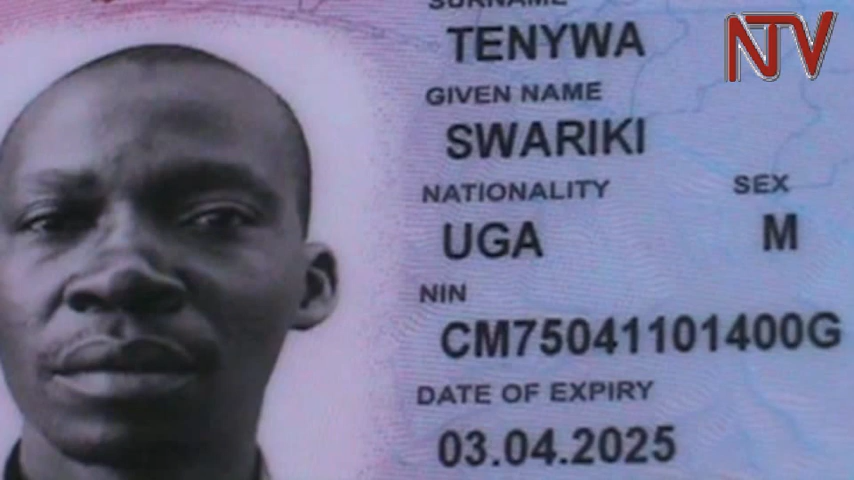 SURNAME
TENYWA
NTV
GIVEN NAME
SWARIKI
NATIONALITY SEX
UGA M
NIN
CM75041101400G
DATE OF EXPIRY
03.04.2025